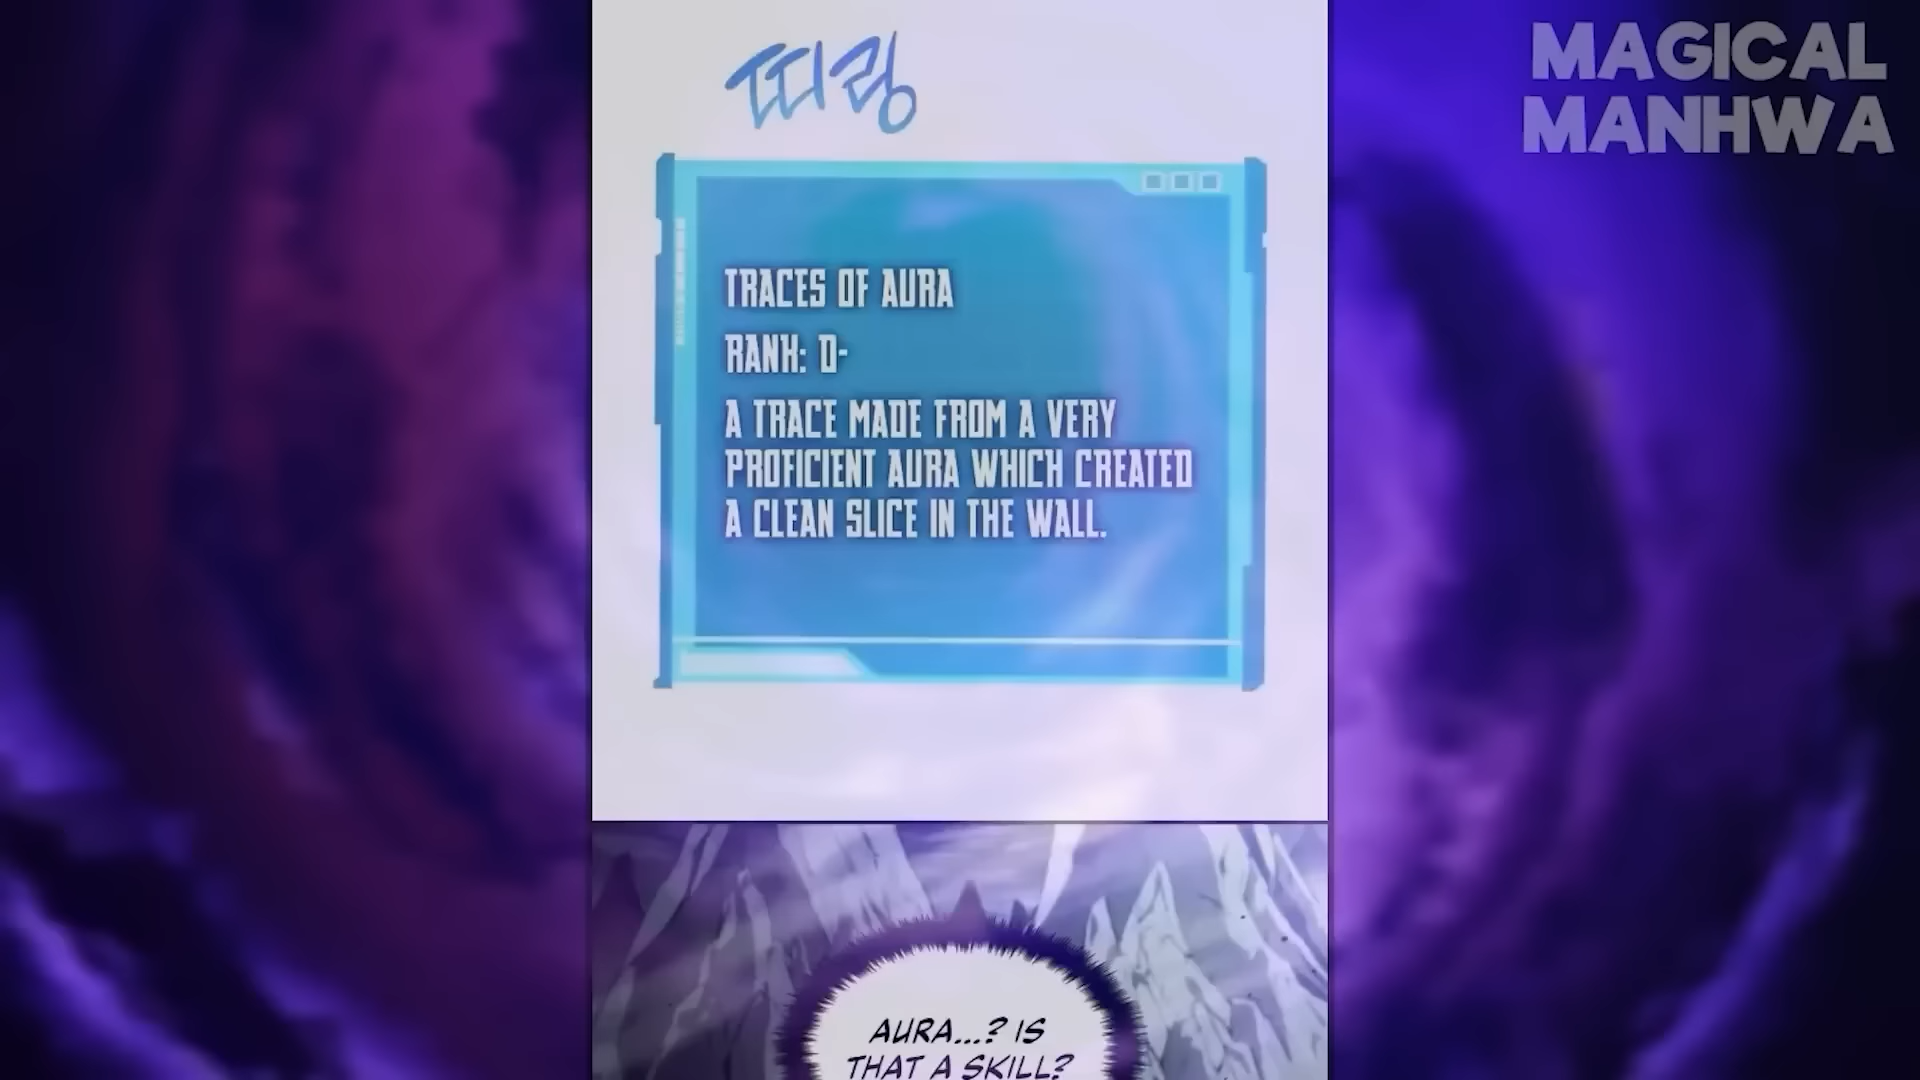 MAGICAL
MANHWA
띠링
TRACES OF AURA
RANK: D-
A TRACE MADE FROM A VERY
PROFICIENT AURA WHICH CREATED
A CLEAN SLICE IN THE WALL.
AURA...? IS
THAT A SKILL?